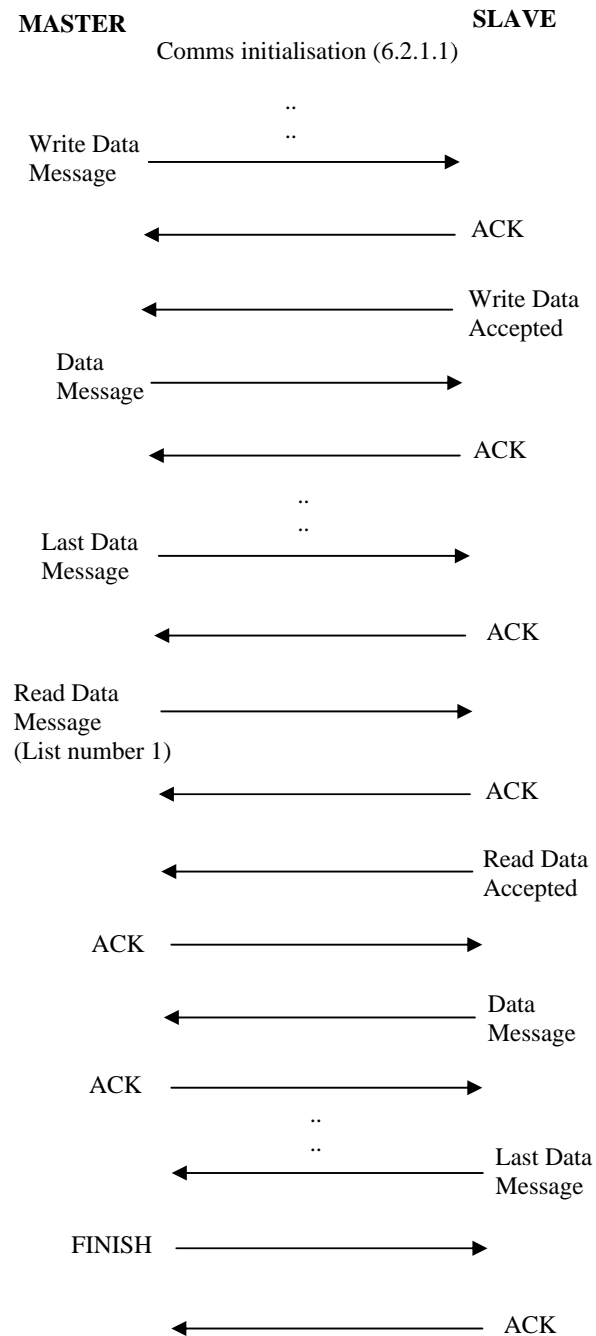 MASTER
SLAVE
Comms initialisation (6.2.1.1)
..
..
Write Data
Message
ACK
Write Data
Accepted
Data
Message
ACK
..
..
Last Data
Message
ACK
Read Data
Message
(List number 1)
ACK
Read Data
Accepted
ACK
Data
Message
ACK
..
..
Last Data
Message
FINISH
ACK